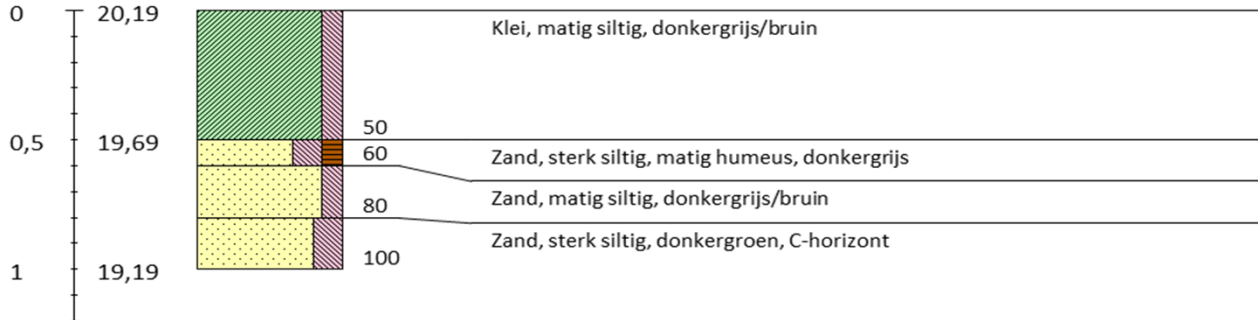 0 20,19 Klei, matig siltig, donkergrijs/bruin
50
0,5 19,69
60 Zand, sterk siltig, matig humeus, donkergrijs
Zand, matig siltig, donkergrijs/bruin
80
Zand, sterk siltig, donkergroen, C-horizont
100
1 19,19